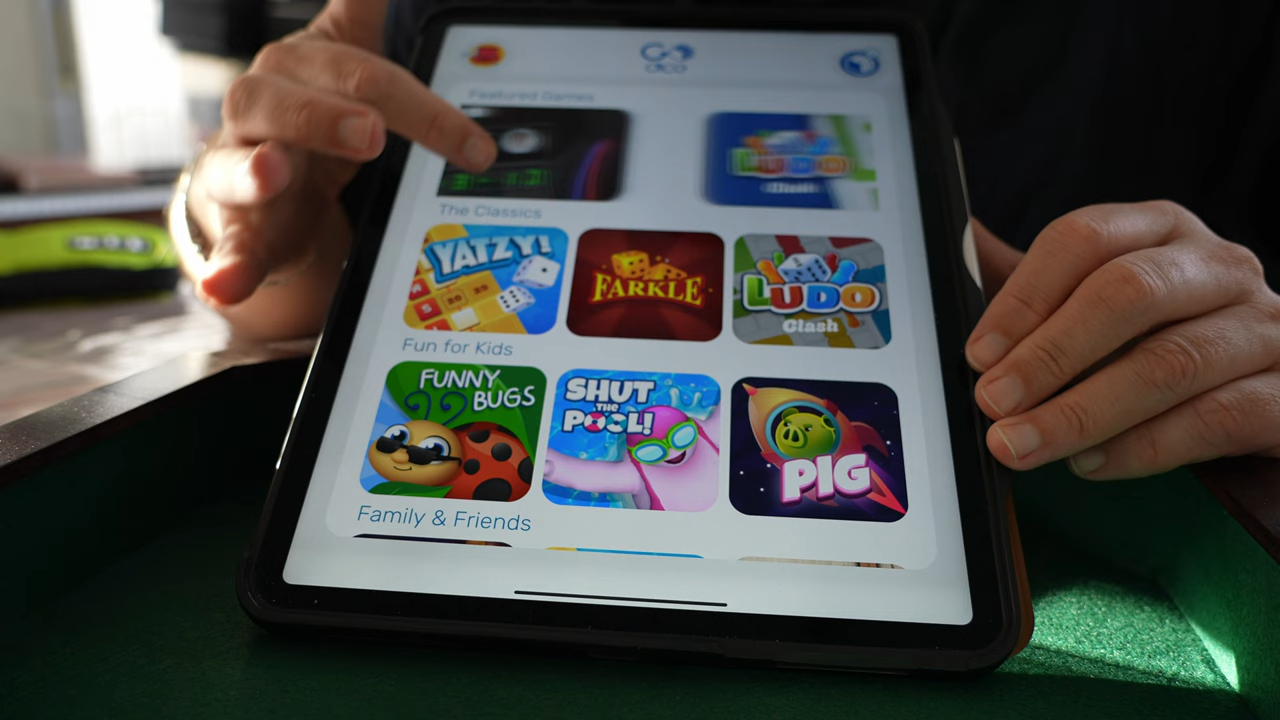 Featured Games
LUDO
The Classics
YATZY!
FARKLE
LUDO
Clash
Fun for Kids
FUNNY
BUGS
SHUT
THE
POOL!
PIG
Family & Friends